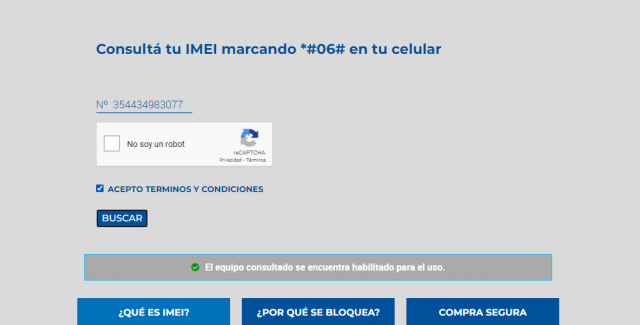 Consultá tu IMEI marcando *#06# en tu celular
Nº 354434983077
No soy un robot
reCAPTCHA
Privacidad - Términos
ACEPTO TERMINOS Y CONDICIONES
BUSCAR
El equipo consultado se encuentra habilitado para el uso.
¿QUÉ ES IMEI?
¿POR QUÉ SE BLOQUEA?
COMPRA SEGURA